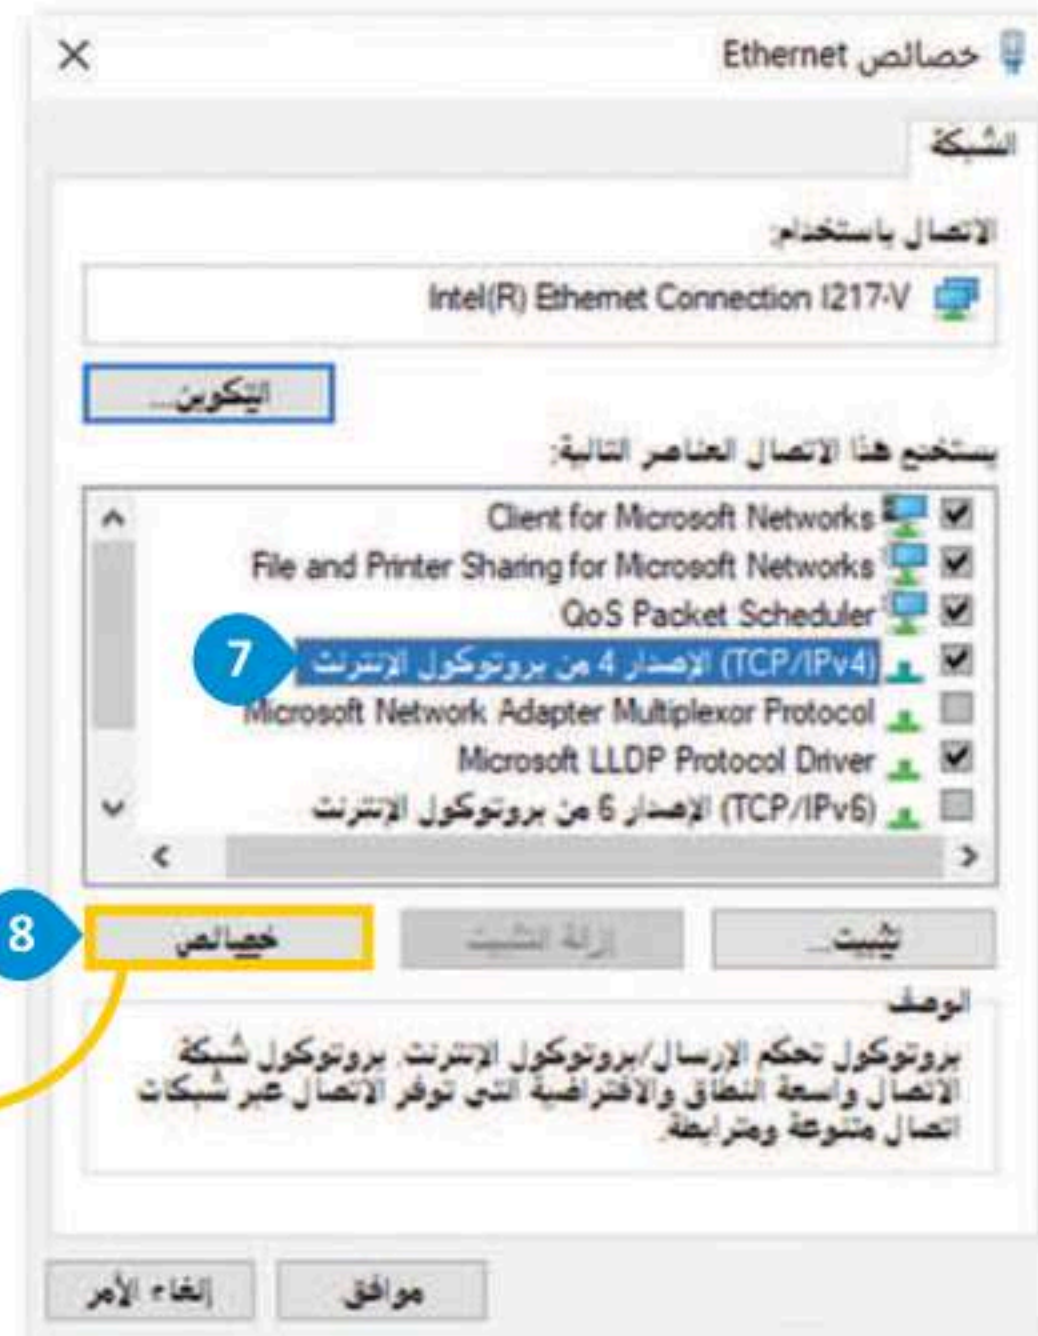 خصائص Ethernet
الشبكة
الاتصال باستخدام:
Intel(R) Ethernet Connection I217-V
التكوين...
يستخدم هذا الاتصال العناصر التالية:
Client for Microsoft Networks
File and Printer Sharing for Microsoft Networks
QoS Packet Scheduler
7
(TCP/IPv4) الإصدار 4 من بروتوكول الإنترنت
Microsoft Network Adapter Multiplexor Protocol
Microsoft LLDP Protocol Driver
(TCP/IPv6) الإصدار 6 من بروتوكول الإنترنت
تثبيت... إزالة التثبيت خصائص 8
الوصف
بروتوكول تحكم الإرسال/بروتوكول الإنترنت. بروتوكول شبكة
الاتصال واسعة النطاق والافتراضية التي توفر الاتصال عبر شبكات
اتصال متنوعة ومترابطة.
موافق إلغاء الأمر